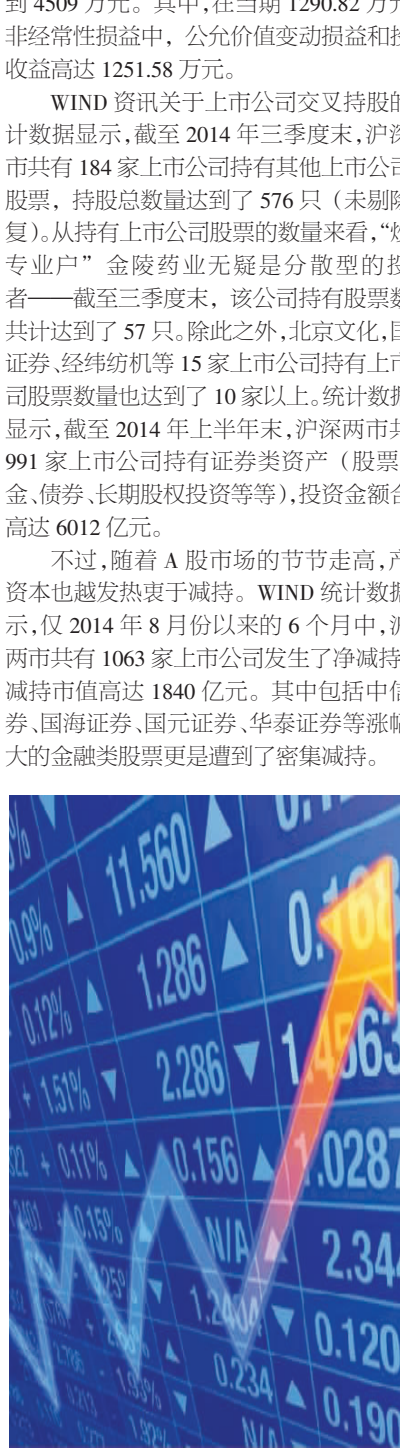 到 4509 万元。其中,在当期 1290.82 万元
非经常性损益中，公允价值变动损益和投
收益高达 1251.58 万元。
WIND 资讯关于上市公司交叉持股的
计数据显示,截至 2014 年三季度末,沪深
市共有 184 家上市公司持有其他上市公司
股票，持股总数量达到了 576 只（未剔除
复)。从持有上市公司股票的数量来看,“炒
专业户”金陵药业无疑是分散型的投
者——截至三季度末，该公司持有股票数
共计达到了 57 只。除此之外,北京文化,国
证券、经纬纺机等 15 家上市公司持有上市
司股票数量也达到了 10 家以上。统计数据
显示,截至 2014 年上半年末,沪深两市共
991 家上市公司持有证券类资产（股票
金、债券、长期股权投资等等),投资金额合
高达 6012 亿元。
不过,随着 A 股市场的节节走高,产
资本也越发热衷于减持。WIND 统计数据
示,仅 2014 年 8 月份以来的 6 个月中,沪
两市共有 1063 家上市公司发生了净减持
减持市值高达 1840 亿元。其中包括中信
券、国海证券、国元证券、华泰证券等涨幅
大的金融类股票更是遭到了密集减持。
11.560
0.9% 1.286 0.168
0.12% 2.286 1.4563
+ 1.51% 0.156 1.0287
+ 0.11% N/A 2.344
0.15% 1.2404 0.120
0.234 0.190
1.95%
1.92% N/A